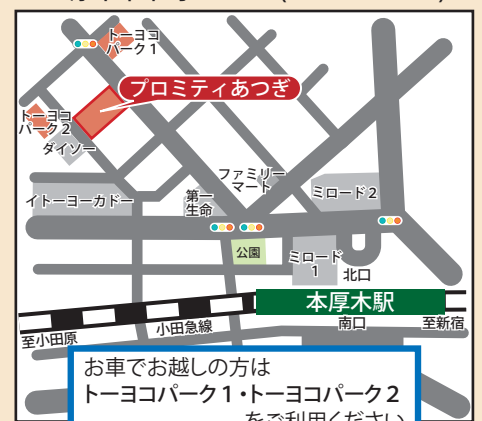 トーヨコ
パーク1
プロミティあつぎ
トーヨコ
パーク2
ダイソー
ファミリー
マート
ミロード2
イトーヨーカドー
第一
生命
公園
ミロード
1
北口
本厚木駅
南口
至新宿
小田急線
至小田原
お車でお越しの方は
トーヨコパーク1・トーヨコパーク2
をご利用ください